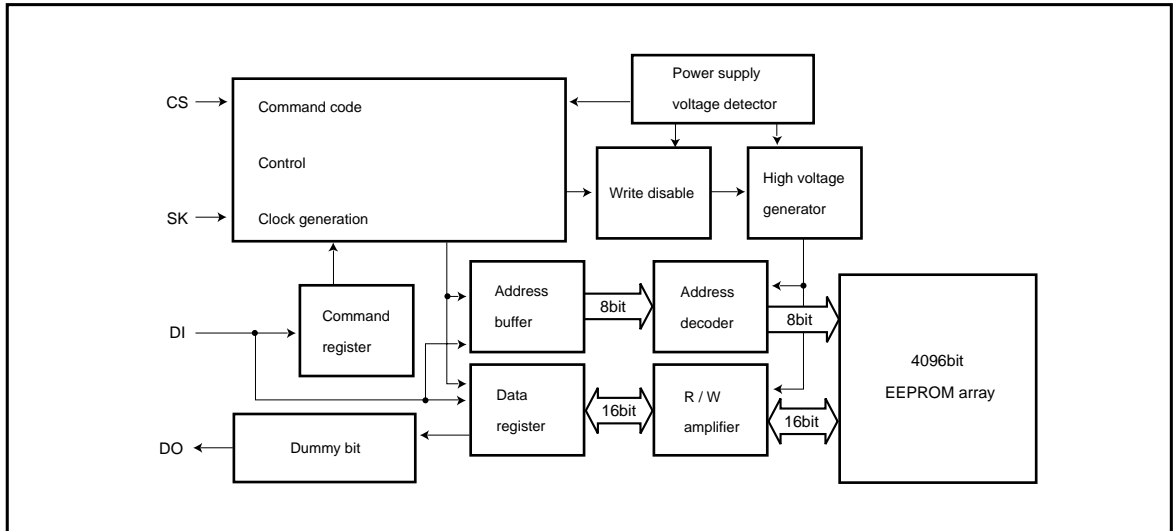 Power supply
voltage detector
CS
Command code
Control
Write disable
High voltage
generator
SK
Clock generation
Address
buffer
8bit
Address
decoder
8bit
DI
Command
register
4096bit
EEPROM array
Data
register
16bit
R / W
amplifier
16bit
DO
Dummy bit